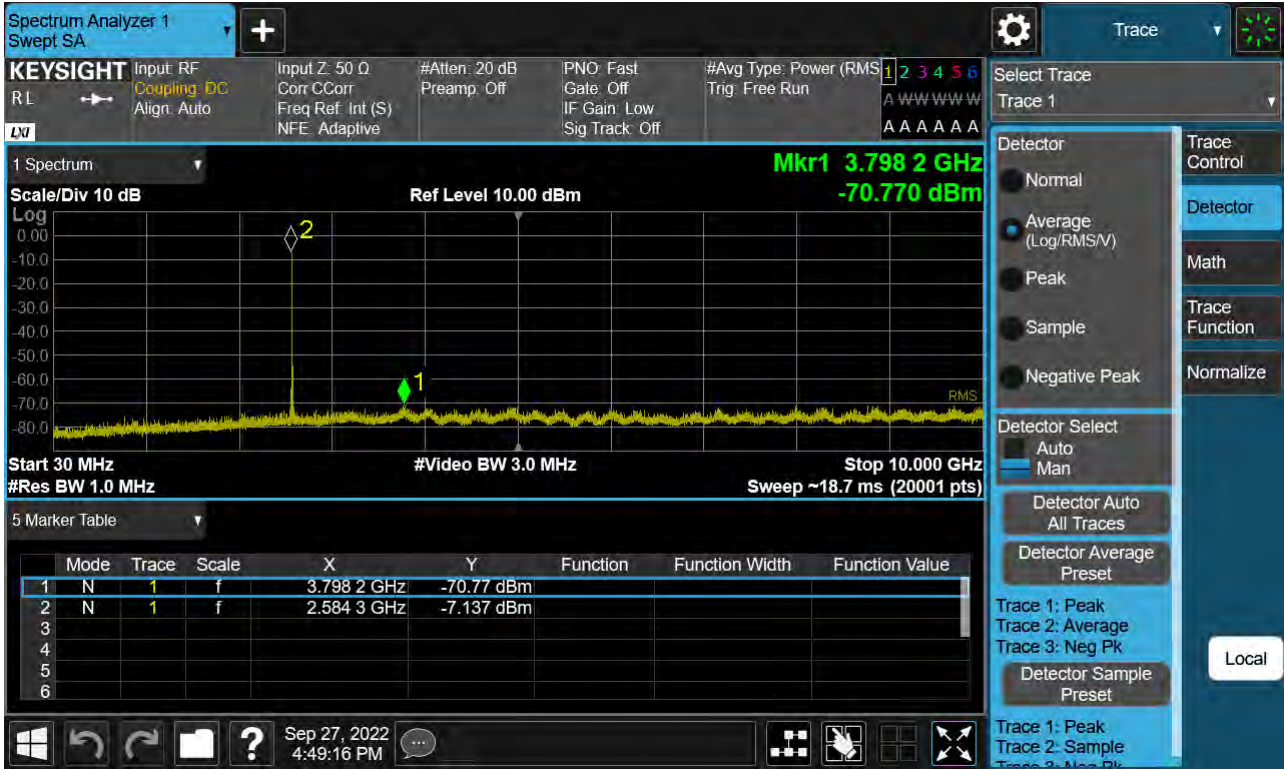 Spectrum Analyzer 1
Swept SA
Trace
KEYSIGHT
R L
LXI
Input: RF
Coupling: DC
Align: Auto
Input Z: 50 Ω
Corr CCorr
Freq Ref: Int (S)
NFE: Adaptive
#Atten: 20 dB
Preamp: Off
PNO: Fast
Gate: Off
IF Gain: Low
Sig Track: Off
#Avg Type: Power (RMS
Trig: Free Run
1 2 3 4 5 6
A W W W W W
A A A A A A
Select Trace
Trace 1
1 Spectrum
Mkr1 3.798 2 GHz
-70.770 dBm
Scale/Div 10 dB
Ref Level 10.00 dBm
Log
0.00
-10.0
-20.0
-30.0
-40.0
-50.0
-60.0
-70.0
-80.0
2
1
RMS
Start 30 MHz
#Video BW 3.0 MHz
Stop 10.000 GHz
#Res BW 1.0 MHz
Sweep ~18.7 ms (20001 pts)
5 Marker Table
Mode Trace Scale X Y Function Function Width Function Value
1 N 1 f 3.798 2 GHz -70.77 dBm
2 N 1 f 2.584 3 GHz -7.137 dBm
3
4
5
6
Detector
Normal
Average
(Log/RMS/V)
Peak
Sample
Negative Peak
Detector Select
Auto
Man
Detector Auto
All Traces
Detector Average
Preset
Trace 1: Peak
Trace 2: Average
Trace 3: Neg Pk
Detector Sample
Preset
Trace 1: Peak
Trace 2: Sample
Trace 3: Neg Pk
Trace
Control
Detector
Math
Trace
Function
Normalize
Local
Sep 27, 2022
4:49:16 PM